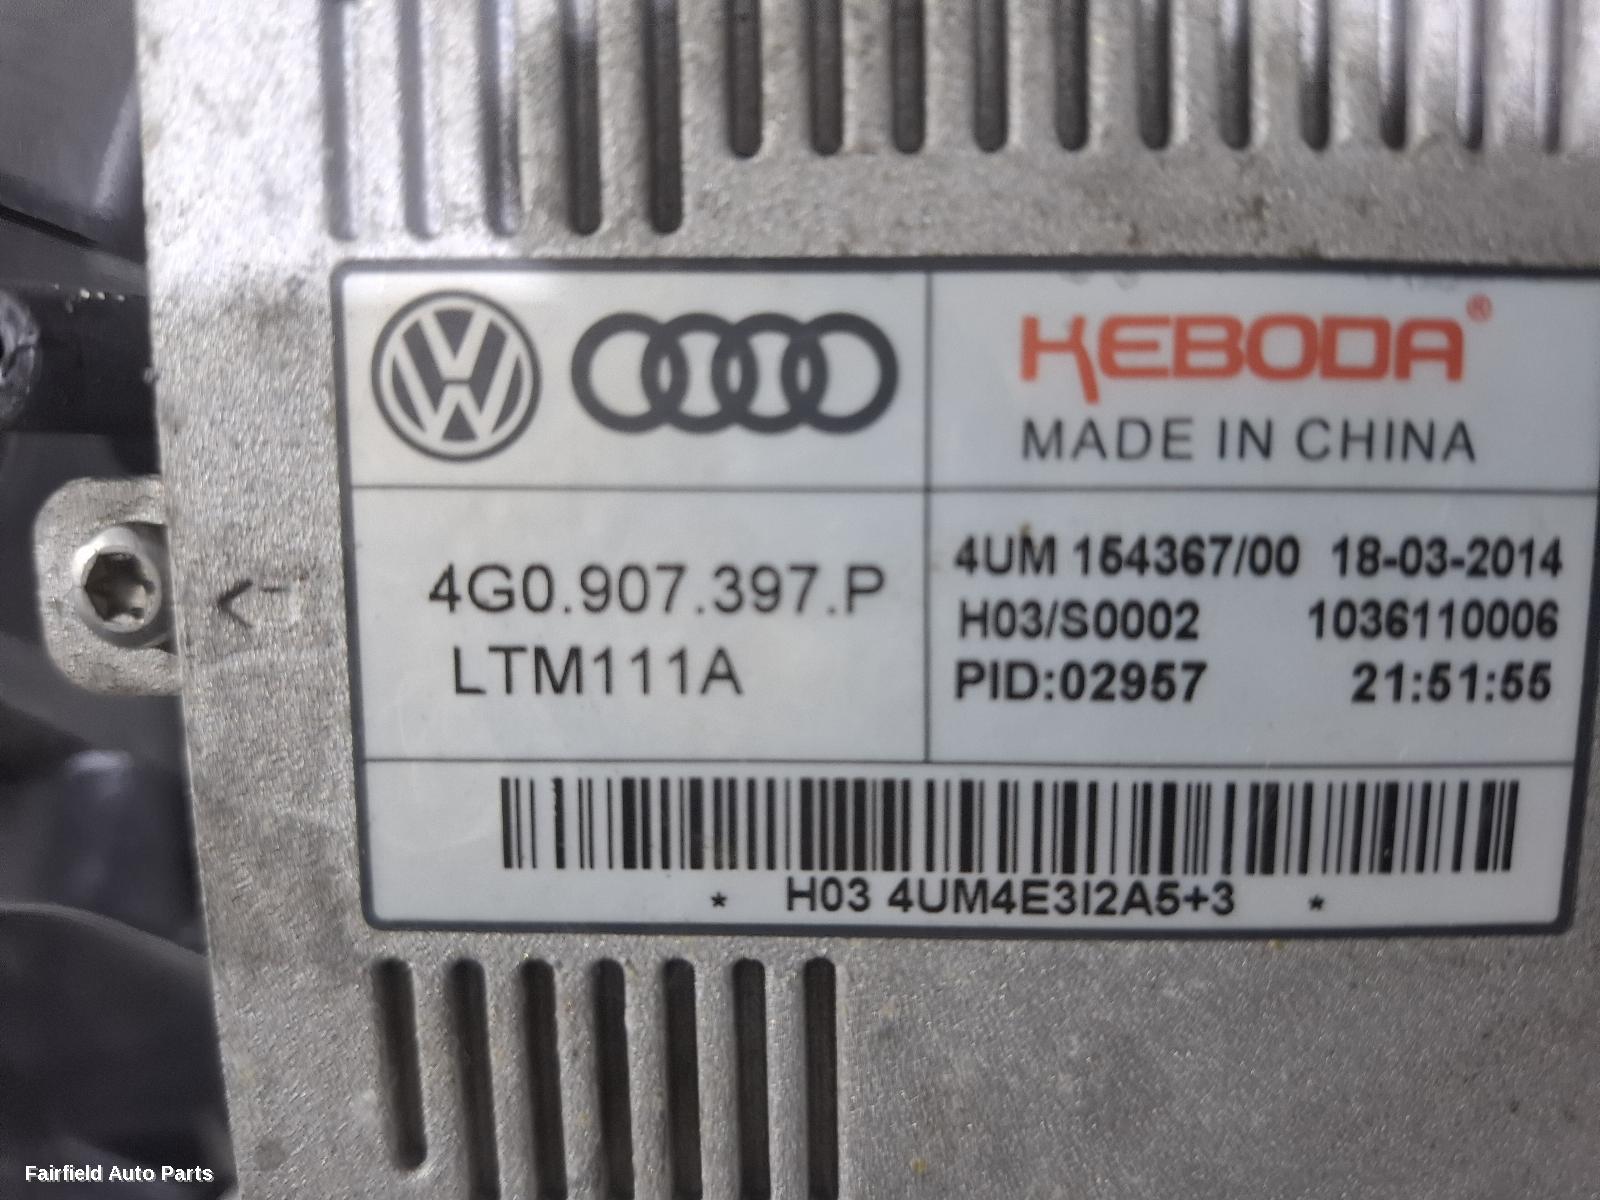 KEBODA®
MADE IN CHINA
4G0.907.397.P
LTM111A
4UM 154367/00 18-03-2014
H03/S0002 1036110006
PID:02957 21:51:55
* H03 4UM4E3I2A5+3 *
Fairfield Auto Parts